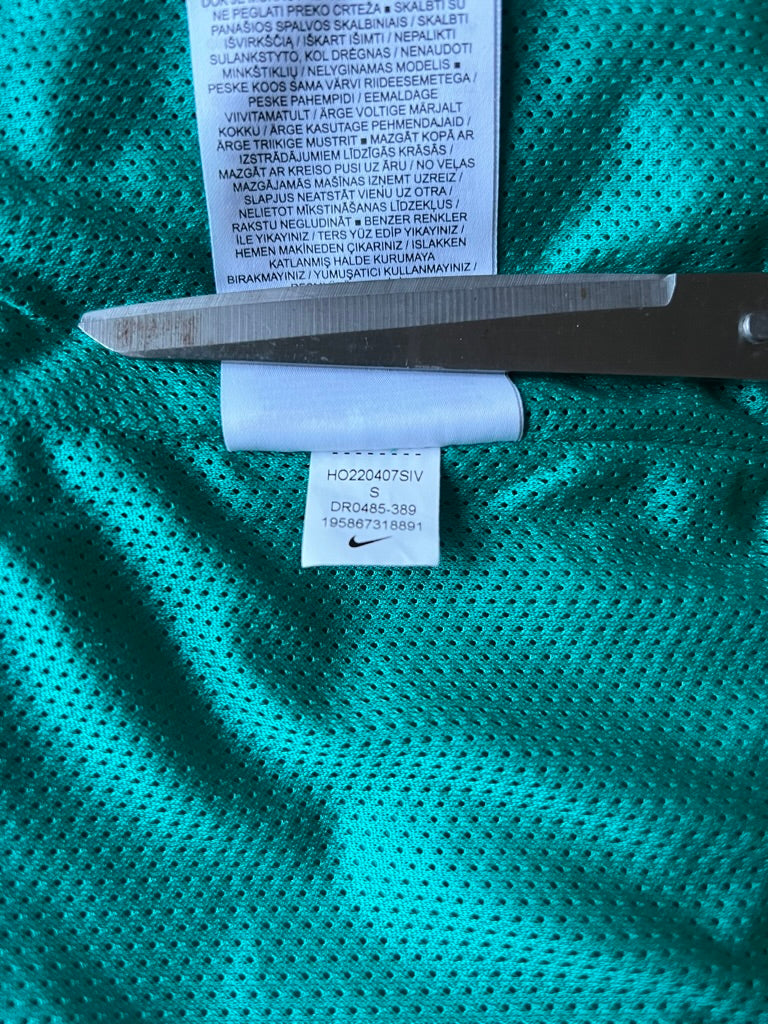 NE PEGLATI PREKO CRTEŽA ■ SKALBTI SU
PANAŠIOS SPALVOS SKALBINIAIS / SKALBTI
IŠVIRKŠČIĄ / IŠKART IŠIMTI / NEPALIKTI
SULANKSTYTO, KOL DRĖGNAS / NENAUDOTI
MINKŠTIKLIŲ / NELYGINAMAS MODELIS ■
PESKE KOOS SAMA VÄRVI RIIDEESEMETEGA /
PESKE PAHEMPIDI / EEMALDAGE
VIIVITAMATULT / ÄRGE VOLTIGE MÄRJALT
KOKKU / ÄRGE KASUTAGE PEHMENDAJAID /
ÄRGE TRIIKIGE MUSTRIT ■ MAZGĀT KOPĀ AR
IZSTRĀDĀJUMIEM LĪDZĪGĀS KRĀSĀS /
MAZGĀT AR KREISO PUSI UZ ĀRU / NO VEĻAS
MAZGĀJAMĀS MAŠĪNAS IZŅEMT UZREIZ /
SLAPJUS NEATSTĀT VIENU UZ OTRA /
NELIETOT MĪKSTINĀŠANAS LĪDZEKĻUS /
RAKSTU NEGLUDINĀT ■ BENZER RENKLER
ILE YIKAYINIZ / TERS YÜZ EDİP YIKAYINIZ /
HEMEN MAKİNEDEN ÇIKARINIZ / ISLAKKEN
KATLANMIŞ HALDE KURUMAYA
BIRAKMAYINIZ / YUMUŞATICI KULLANMAYINIZ /
HO220407SIV
S
DR0485-389
195867318891